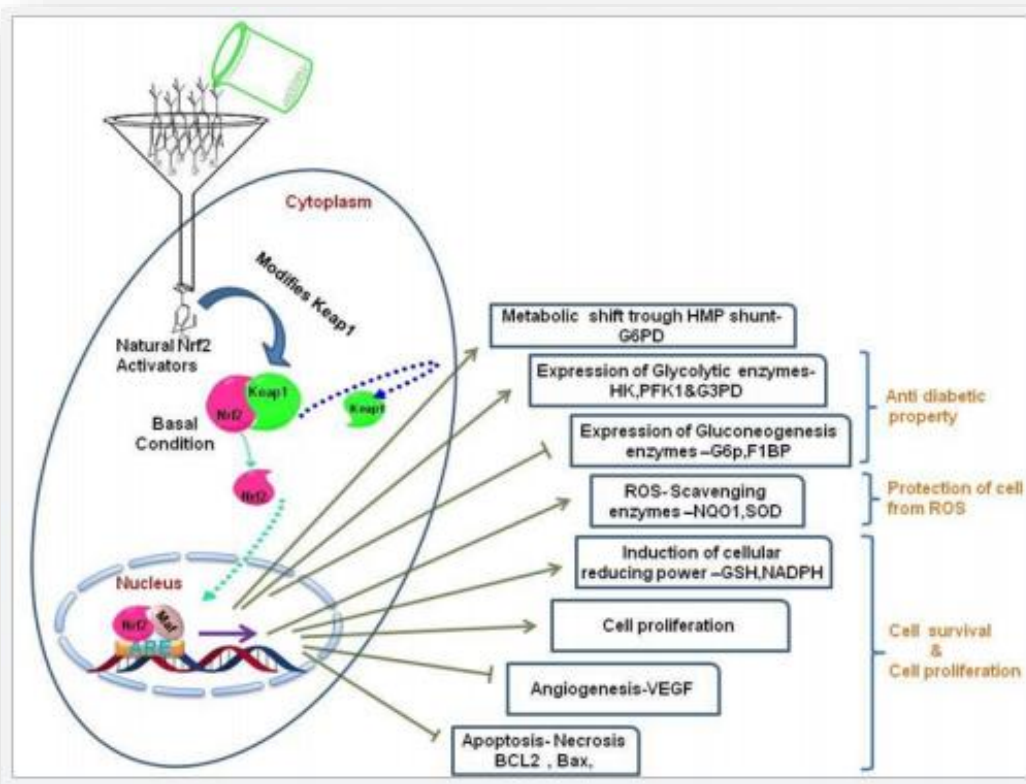 Cytoplasm
Modifies Keap1
Natural Nrf2
Activators
Keap1
Nrf2
Keap1
Basal
Condition
Nrf2
Nucleus
Nrf2
Maf
ARE
Metabolic shift trough HMP shunt-
G6PD
Expression of Glycolytic enzymes-
HK,PFK1&G3PD
Expression of Gluconeogenesis
enzymes –G6p,F1BP
ROS- Scavenging
enzymes –NQO1,SOD
Induction of cellular
reducing power –GSH,NADPH
Cell proliferation
Angiogenesis-VEGF
Apoptosis- Necrosis
BCL2 , Bax,
Anti diabetic
property
Protection of cell
from ROS
Cell survival
&
Cell proliferation